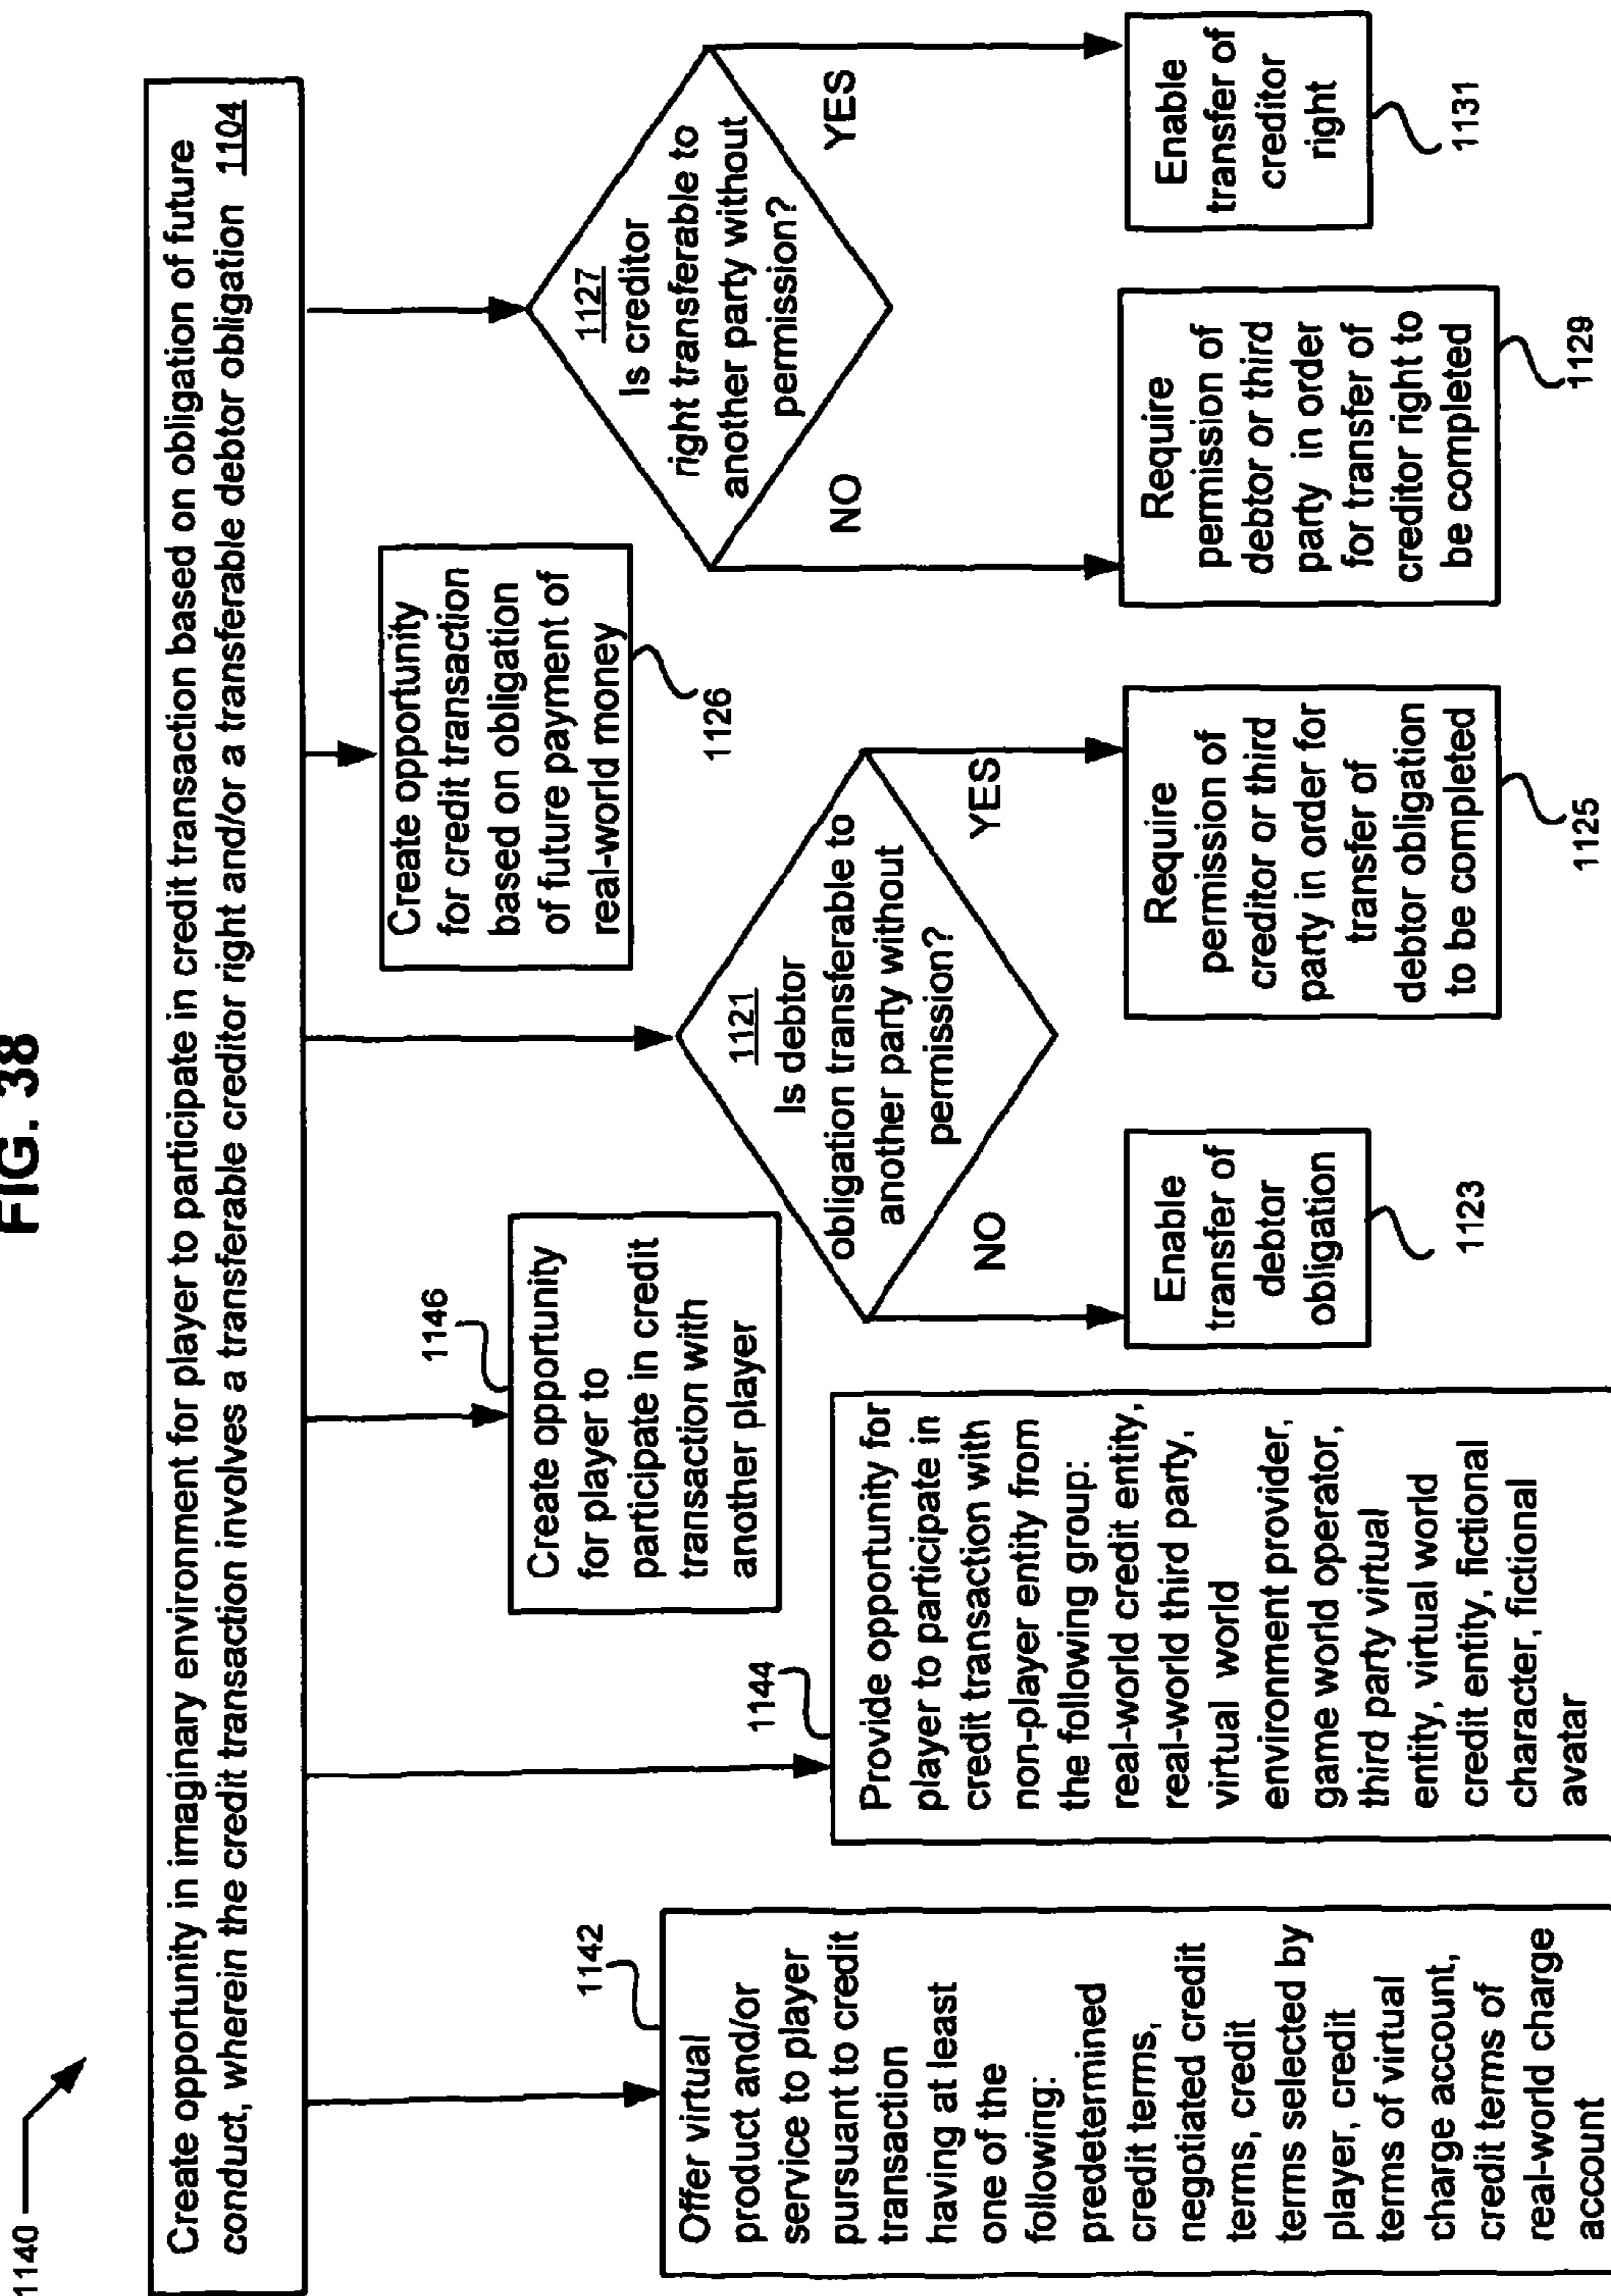 FIG. 38
1140
Create opportunity in imaginary environment for player to participate in credit transaction based on obligation of future
conduct, wherein the credit transaction involves a transferable creditor right and/or a transferable debtor obligation 1104
1142
Offer virtual
product and/or
service to player
pursuant to credit
transaction
having at least
one of the
following:
predetermined
credit terms,
negotiated credit
terms, credit
terms selected by
player, credit
terms of virtual
charge account,
credit terms of
real-world charge
account
1144
Provide opportunity for
player to participate in
credit transaction with
non-player entity from
the following group:
real-world credit entity,
real-world third party,
virtual world
environment provider,
game world operator,
third party virtual
entity, virtual world
credit entity, fictional
character, fictional
avatar
1146
Create opportunity
for player to
participate in credit
transaction with
another player
1121
Is debtor
obligation transferable to
another party without
permission?
NO
YES
Enable
transfer of
debtor
obligation
1123
Require
permission of
creditor or third
party in order for
transfer of
debtor obligation
to be completed
1125
Create opportunity
for credit transaction
based on obligation
of future payment of
real-world money
1126
1127
Is creditor
right transferable to
another party without
permission?
NO
YES
Require
permission of
debtor or third
party in order
for transfer of
creditor right to
be completed
1129
Enable
transfer of
creditor
right
1131